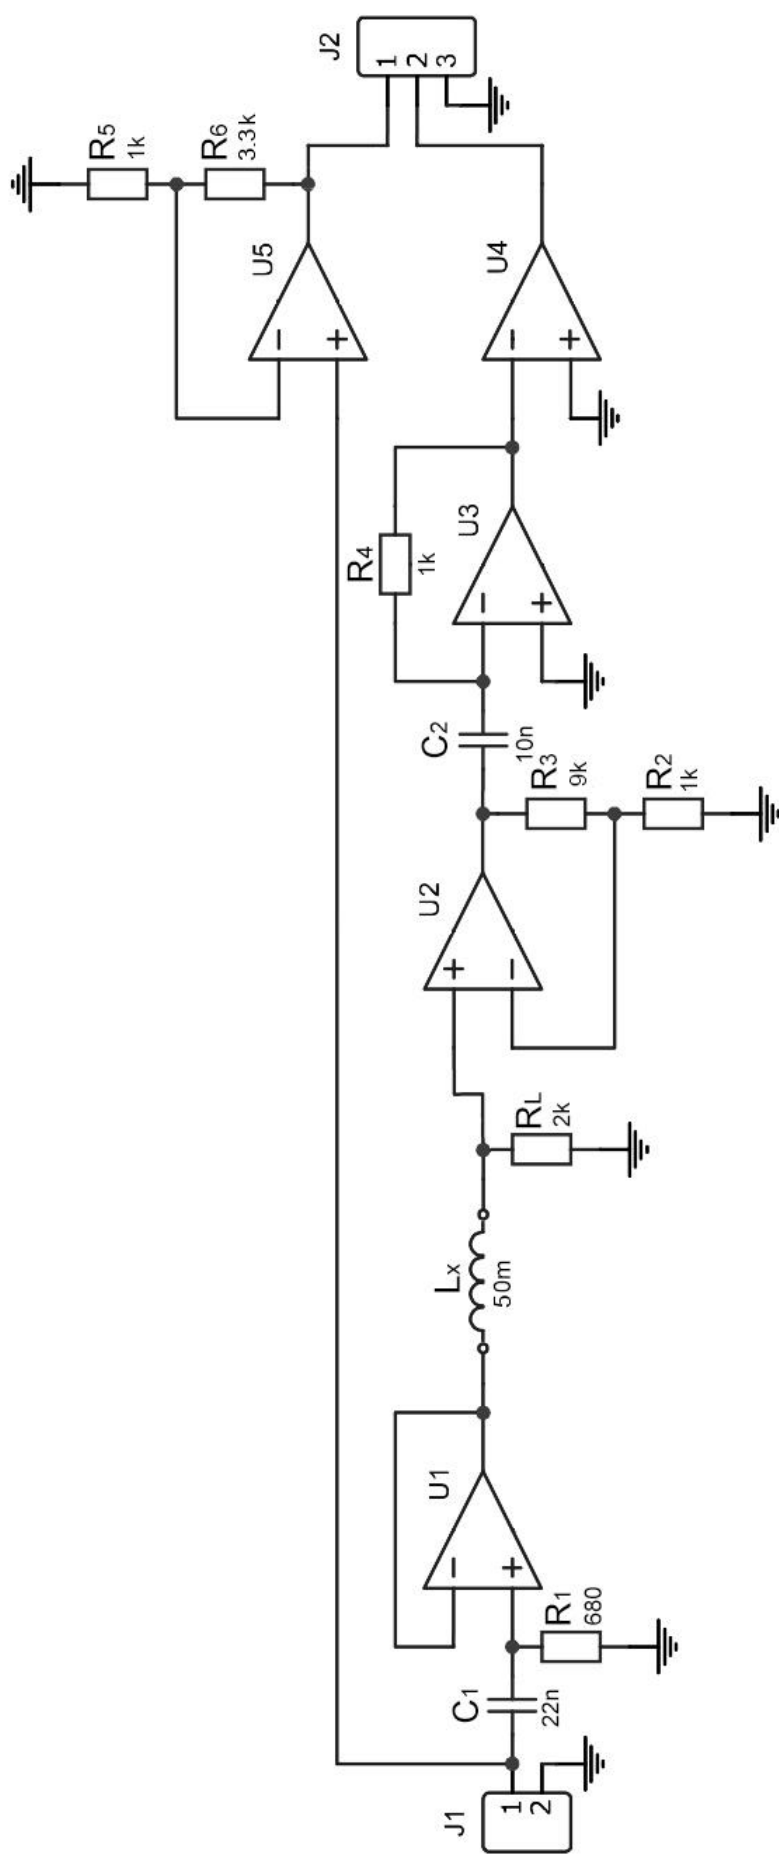 J1
1
2
C1
22n
R1
680
U1
−
+
Lx
50m
RL
2k
U2
+
−
R3
9k
R2
1k
C2
10n
R4
1k
U3
−
+
U4
−
+
U5
−
+
R5
1k
R6
3.3k
J2
1
2
3